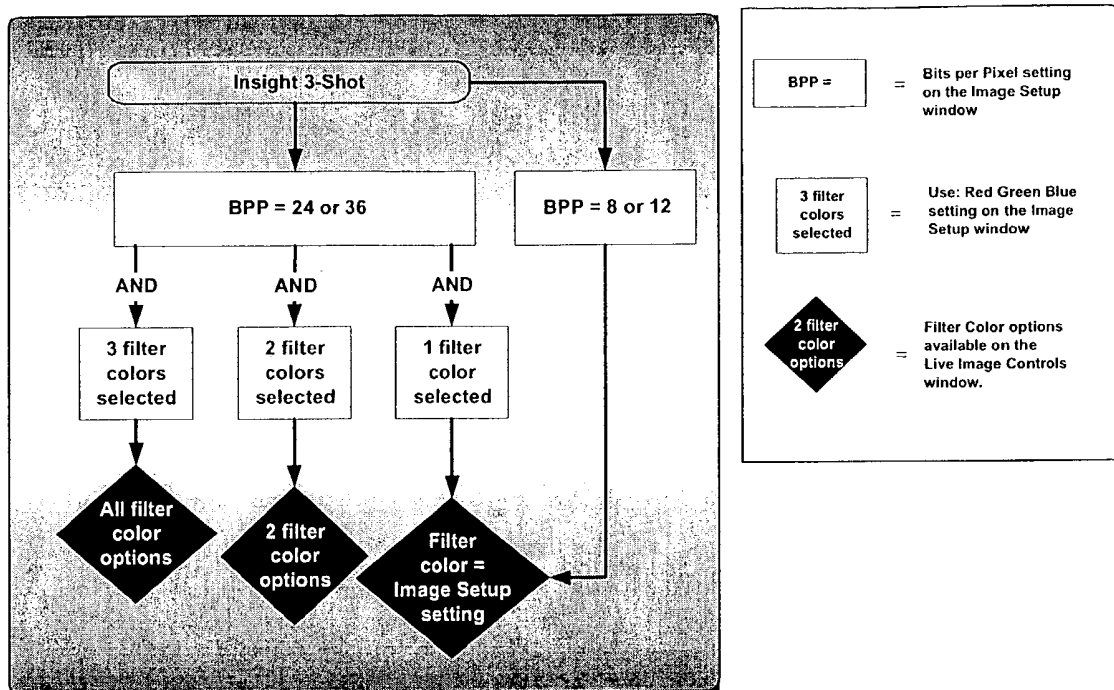 Insight 3-Shot
BPP = 24 or 36
BPP = 8 or 12
AND
AND
AND
3 filter
colors
selected
2 filter
colors
selected
1 filter
color
selected
All filter
color
options
2 filter
color
options
Filter
color =
Image Setup
setting
BPP =
=
Bits per Pixel setting
on the Image Setup
window
3 filter
colors
selected
=
Use: Red Green Blue
setting on the Image
Setup window
2 filter
color
options
=
Filter Color options
available on the
Live Image Controls
window.